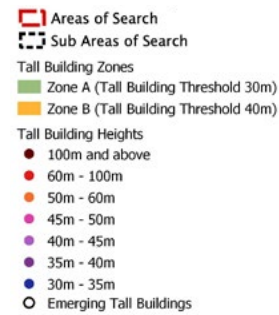 Areas of Search
Sub Areas of Search
Tall Building Zones
Zone A (Tall Building Threshold 30m)
Zone B (Tall Building Threshold 40m)
Tall Building Heights
100m and above
60m - 100m
50m - 60m
45m - 50m
40m - 45m
35m - 40m
30m - 35m
Emerging Tall Buildings